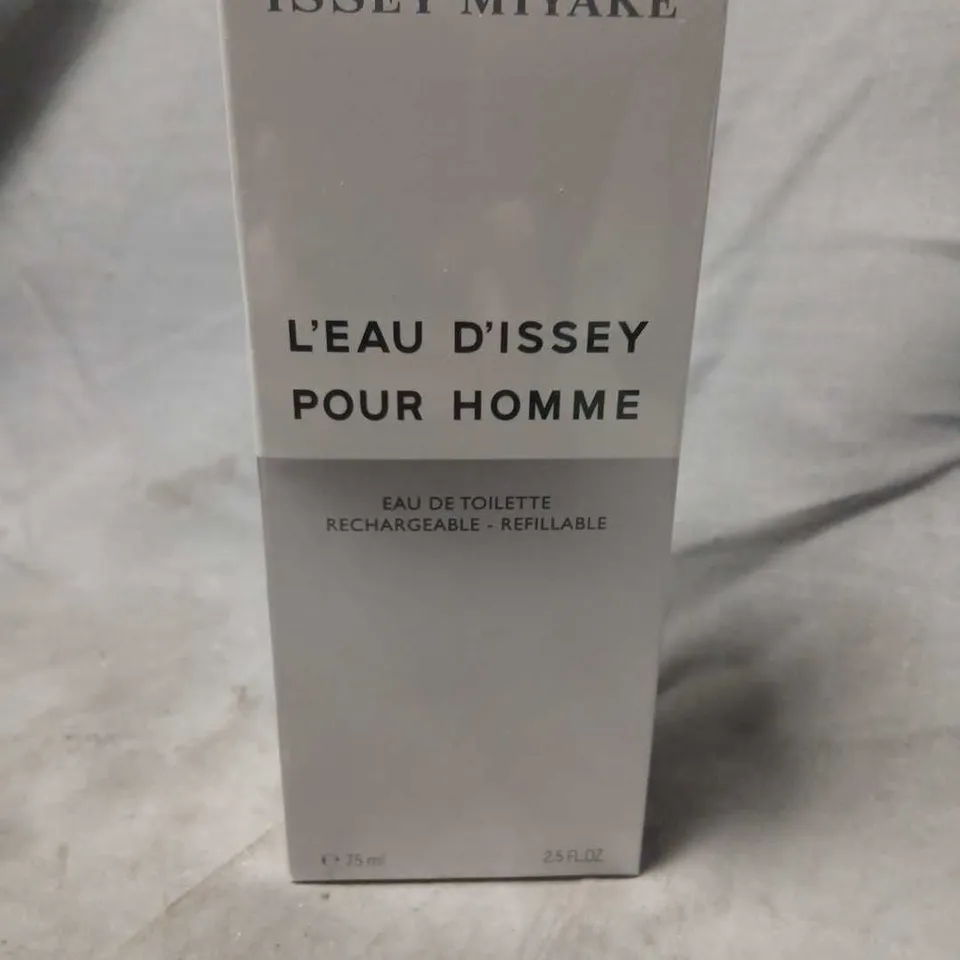 ISSEY MIYAKE
L'EAU D'ISSEY
POUR HOMME
EAU DE TOILETTE
RECHARGEABLE - REFILLABLE
75 ml 2.5 FL.OZ